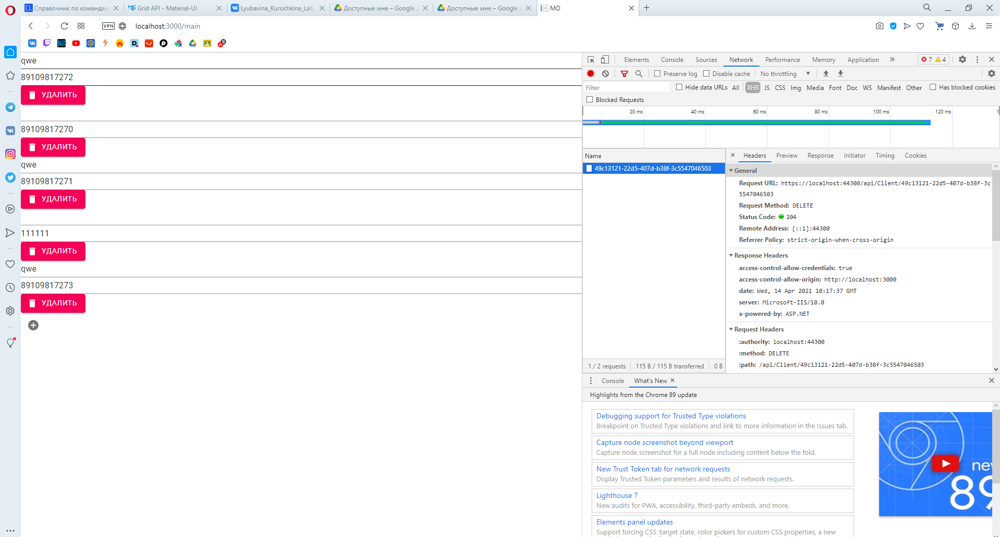 Справочник по командам
Grid API - Material-UI
Lyubavina_Kurochkina_Lab
Доступные мне – Google Д
Доступные мне – Google Д
MO
VPN
localhost:3000/main
qwe
89109817272
УДАЛИТЬ
89109817270
УДАЛИТЬ
qwe
89109817271
УДАЛИТЬ
111111
УДАЛИТЬ
qwe
89109817273
УДАЛИТЬ
Elements Console Sources Network Performance Memory Application » 7 4
Preserve log Disable cache No throttling
Filter Hide data URLs All XHR JS CSS Img Media Font Doc WS Manifest Other Has blocked cookies
Blocked Requests
20 ms 40 ms 60 ms 80 ms 100 ms 120 ms
Name
49c13121-22d5-407d-b38f-3c5547046503
1 / 2 requests 115 B / 115 B transferred 0 B
Headers Preview Response Initiator Timing Cookies
General
Request URL: https://localhost:44300/api/Client/49c13121-22d5-407d-b38f-3c
5547046503
Request Method: DELETE
Status Code: 204
Remote Address: [::1]:44300
Referrer Policy: strict-origin-when-cross-origin
Response Headers
access-control-allow-credentials: true
access-control-allow-origin: http://localhost:3000
date: Wed, 14 Apr 2021 10:17:37 GMT
server: Microsoft-IIS/10.0
x-powered-by: ASP.NET
Request Headers
:authority: localhost:44300
:method: DELETE
:path: /api/Client/49c13121-22d5-407d-b38f-3c5547046503
Console What's New
Highlights from the Chrome 89 update
Debugging support for Trusted Type violations
Breakpoint on Trusted Type violations and link to more information in the Issues tab.
Capture node screenshot beyond viewport
Capture node screenshot for a full node including content below the fold.
New Trust Token tab for network requests
Display Trusted Token parameters and results of network requests.
Lighthouse 7
New audits for PWA, accessibility, third-party embeds, and more.
Elements panel updates
Support forcing CSS :target state, color pickers for custom CSS properties, a new
new
89